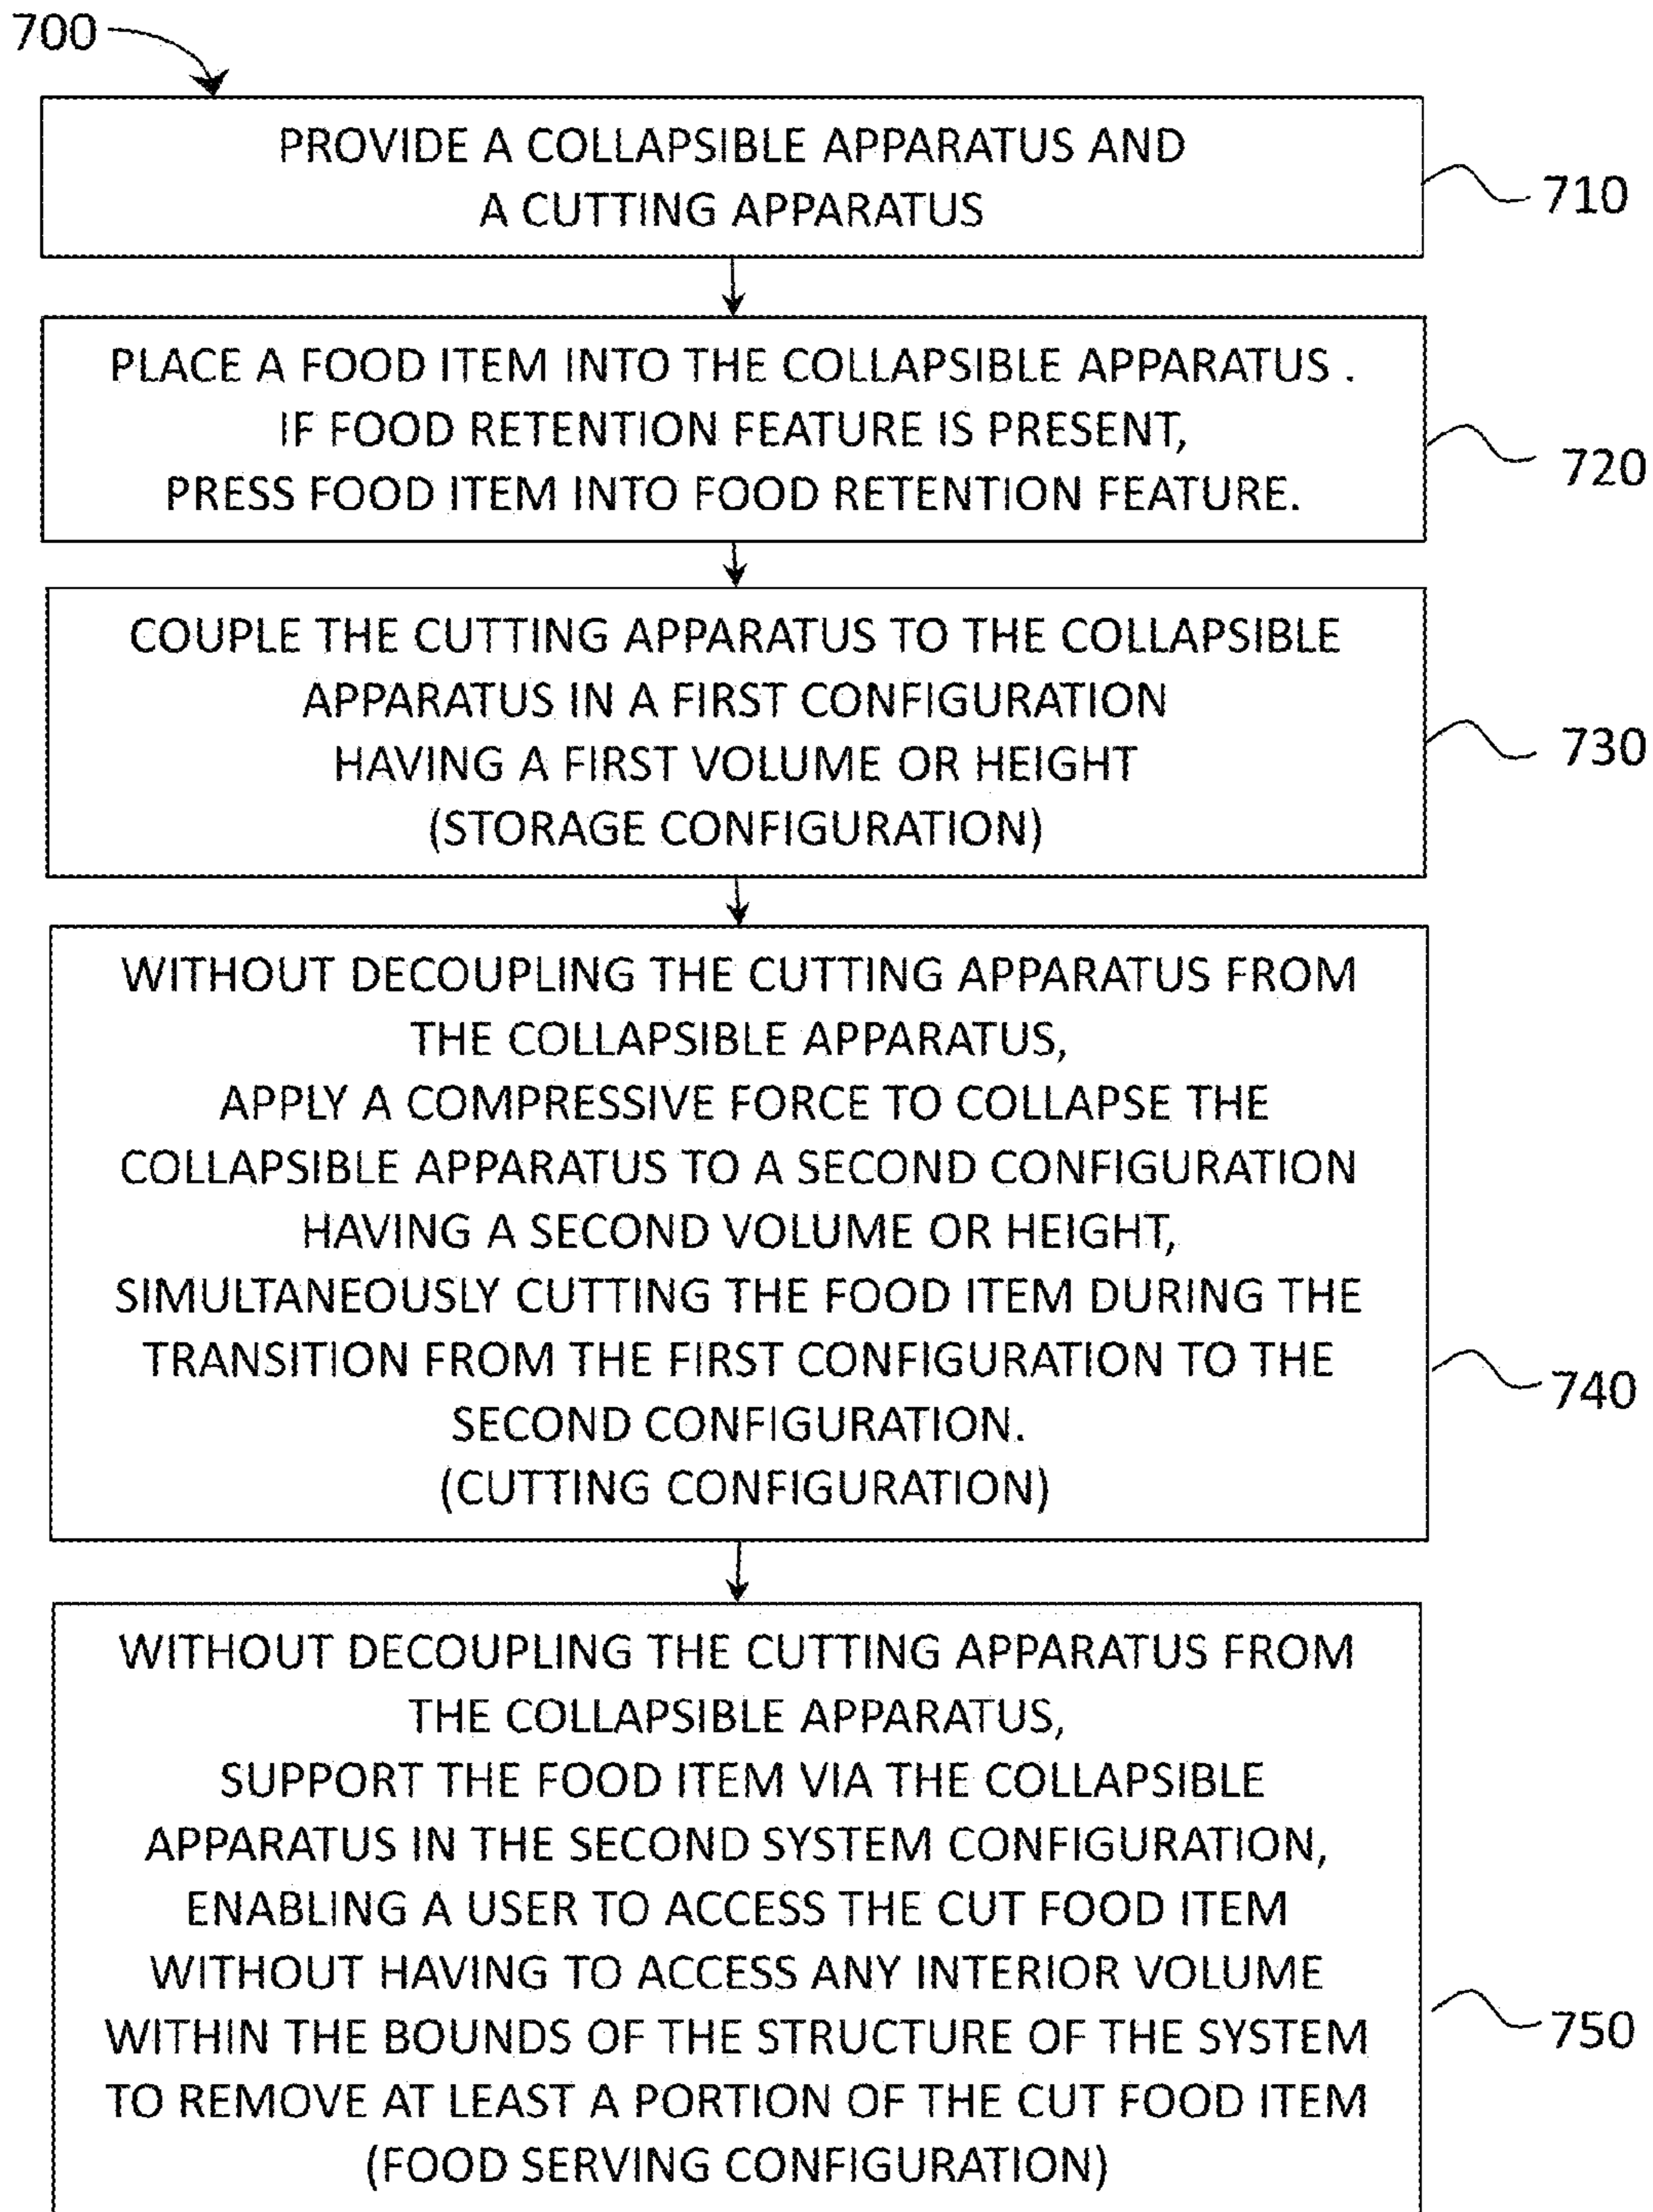 700
PROVIDE A COLLAPSIBLE APPARATUS AND
A CUTTING APPARATUS
710
PLACE A FOOD ITEM INTO THE COLLAPSIBLE APPARATUS .
IF FOOD RETENTION FEATURE IS PRESENT,
PRESS FOOD ITEM INTO FOOD RETENTION FEATURE.
720
COUPLE THE CUTTING APPARATUS TO THE COLLAPSIBLE
APPARATUS IN A FIRST CONFIGURATION
HAVING A FIRST VOLUME OR HEIGHT
(STORAGE CONFIGURATION)
730
WITHOUT DECOUPLING THE CUTTING APPARATUS FROM
THE COLLAPSIBLE APPARATUS,
APPLY A COMPRESSIVE FORCE TO COLLAPSE THE
COLLAPSIBLE APPARATUS TO A SECOND CONFIGURATION
HAVING A SECOND VOLUME OR HEIGHT,
SIMULTANEOUSLY CUTTING THE FOOD ITEM DURING THE
TRANSITION FROM THE FIRST CONFIGURATION TO THE
SECOND CONFIGURATION.
(CUTTING CONFIGURATION)
740
WITHOUT DECOUPLING THE CUTTING APPARATUS FROM
THE COLLAPSIBLE APPARATUS,
SUPPORT THE FOOD ITEM VIA THE COLLAPSIBLE
APPARATUS IN THE SECOND SYSTEM CONFIGURATION,
ENABLING A USER TO ACCESS THE CUT FOOD ITEM
WITHOUT HAVING TO ACCESS ANY INTERIOR VOLUME
WITHIN THE BOUNDS OF THE STRUCTURE OF THE SYSTEM
TO REMOVE AT LEAST A PORTION OF THE CUT FOOD ITEM
(FOOD SERVING CONFIGURATION)
750